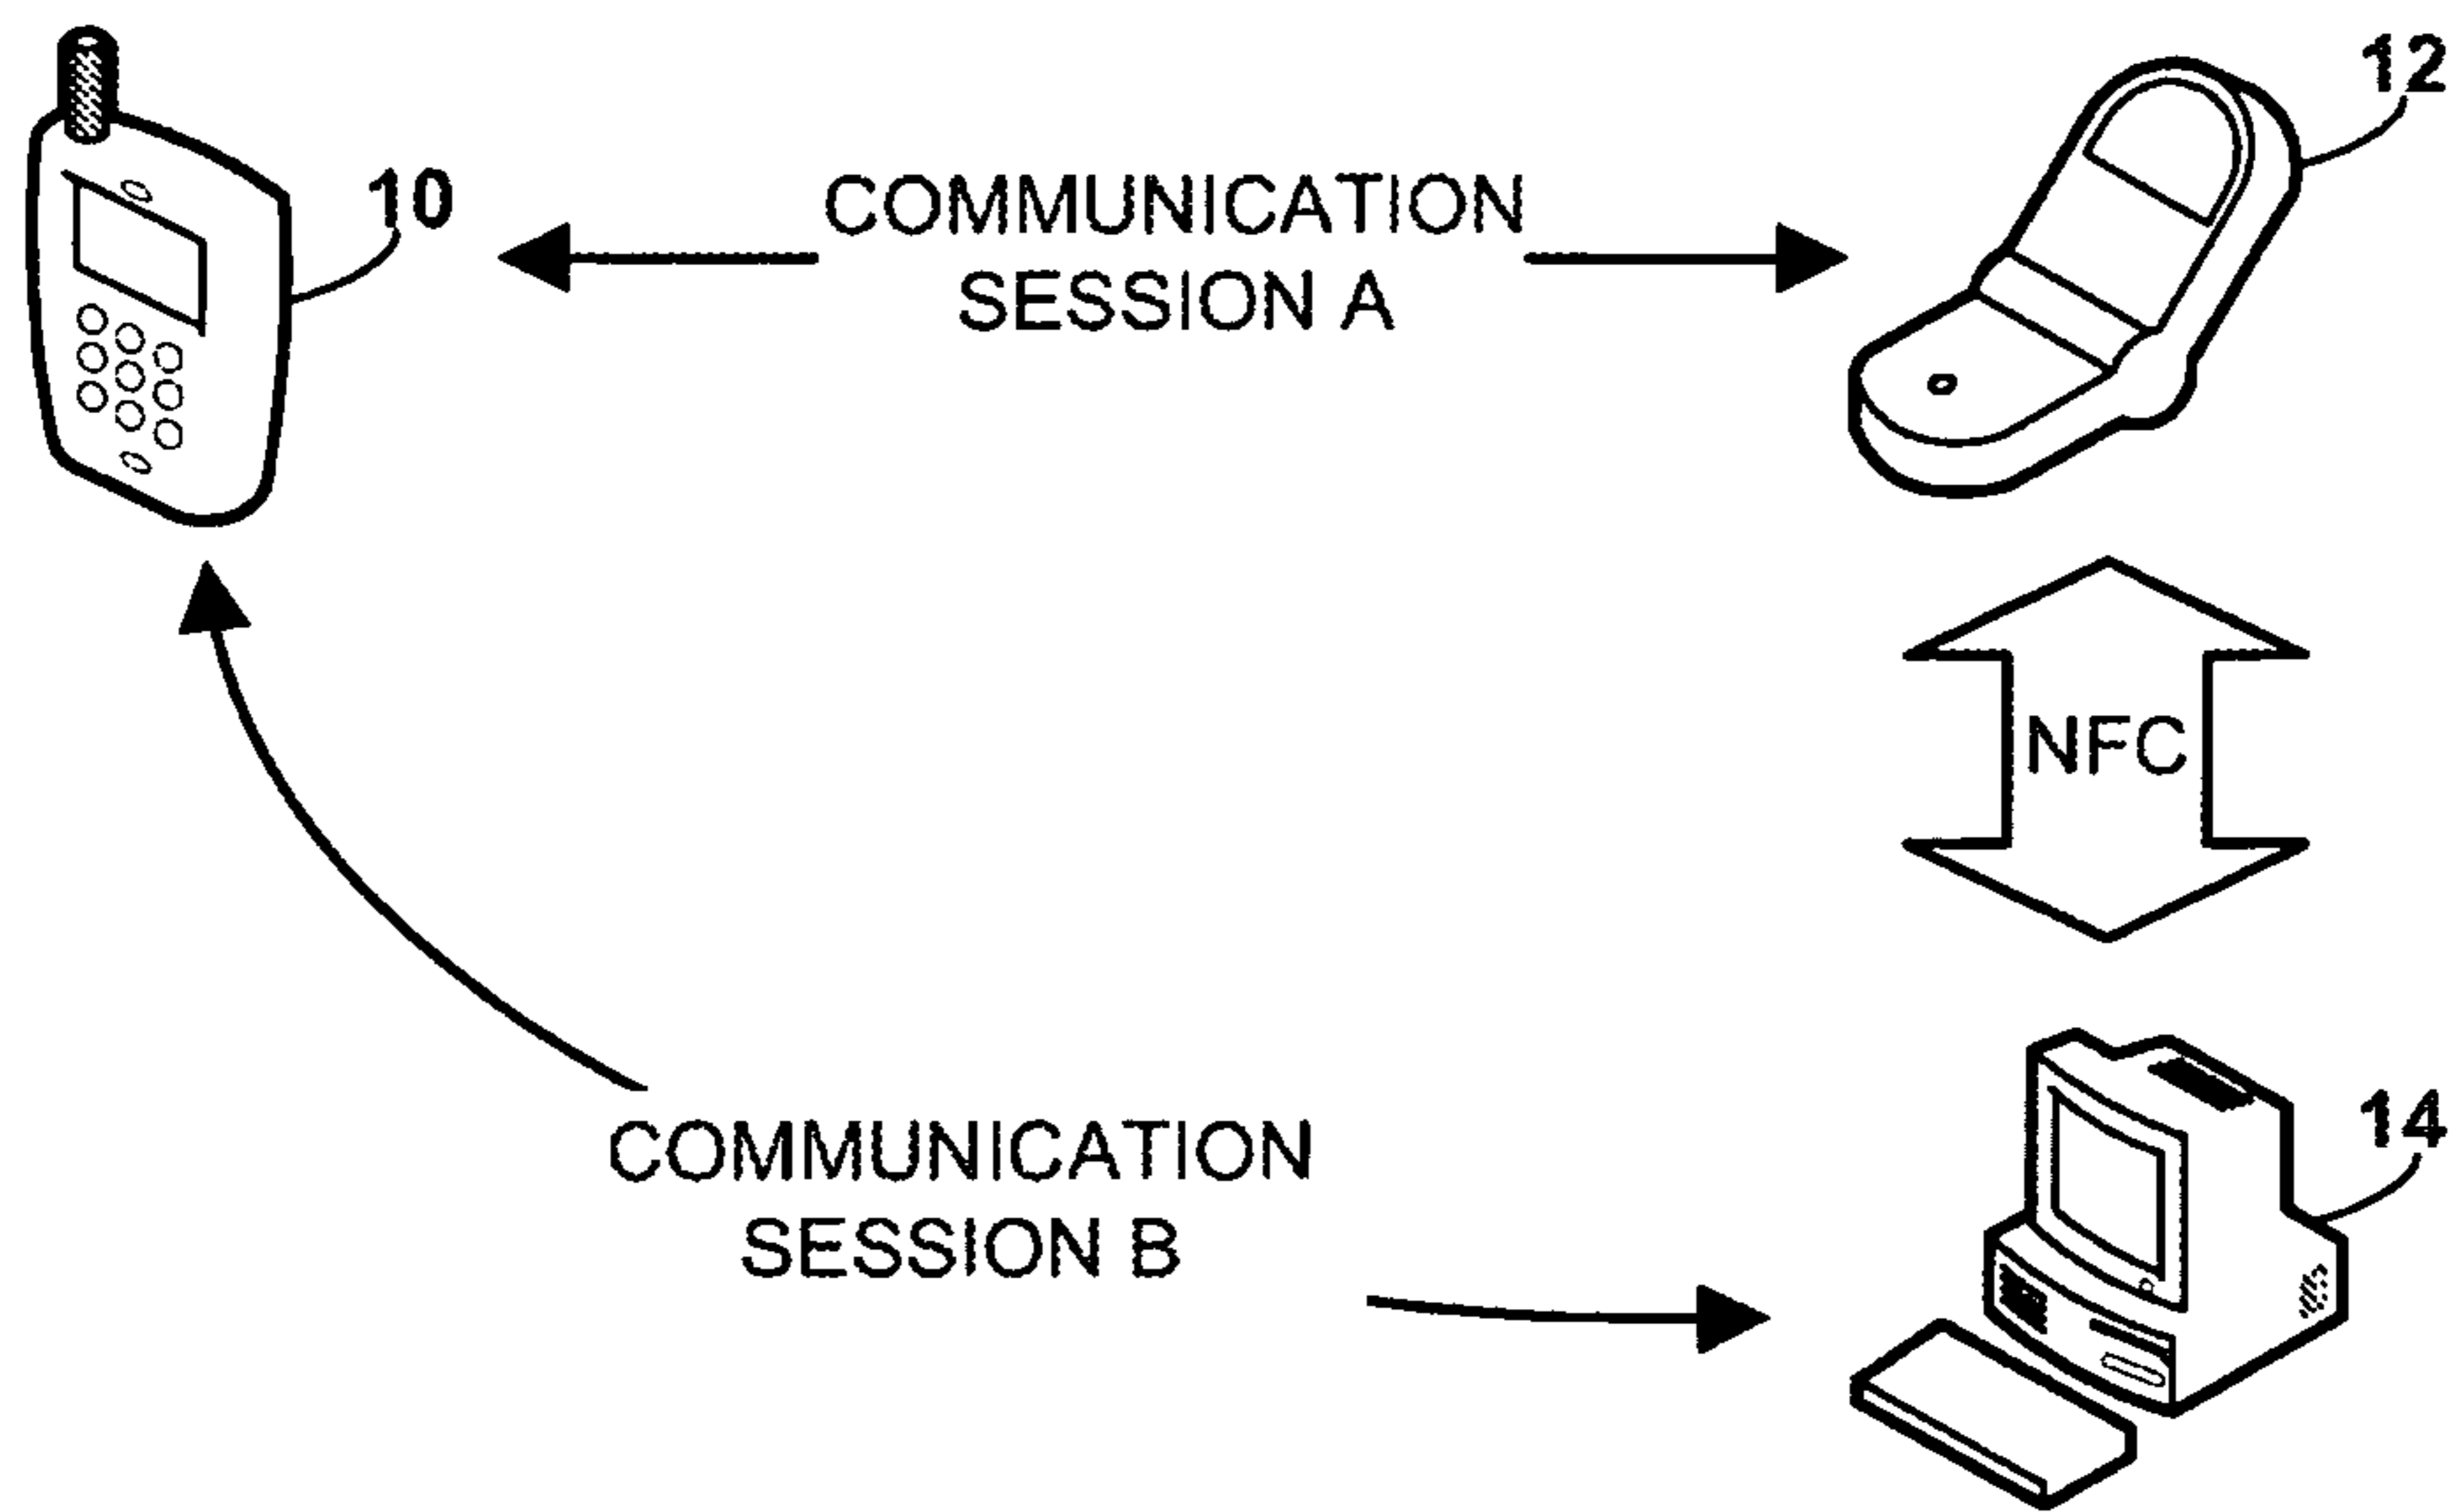 12
10
COMMUNICATION
SESSION A
NFC
14
COMMUNICATION
SESSION B